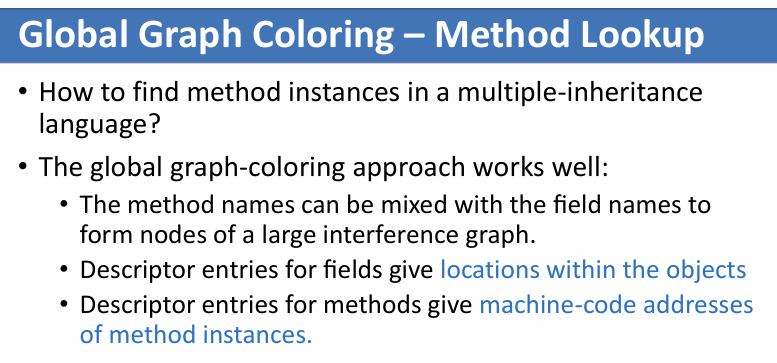 Global Graph Coloring – Method Lookup
• How to find method instances in a multiple-inheritance
language?
• The global graph-coloring approach works well:
• The method names can be mixed with the field names to
form nodes of a large interference graph.
• Descriptor entries for fields give locations within the objects
• Descriptor entries for methods give machine-code addresses
of method instances.